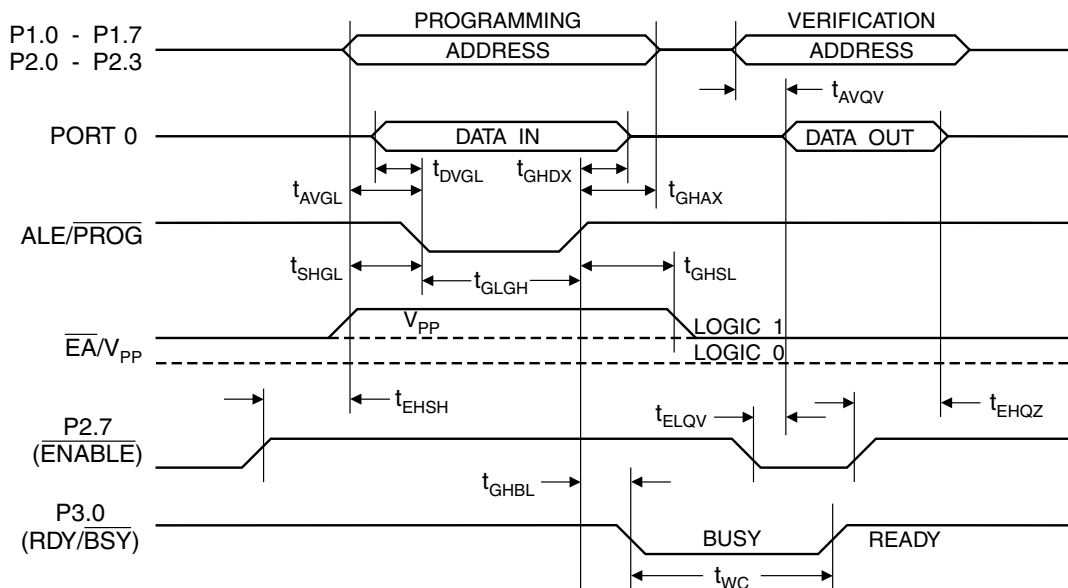 PROGRAMMING VERIFICATION
P1.0 - P1.7
P2.0 - P2.3
ADDRESS ADDRESS
tAVQV
PORT 0 DATA IN DATA OUT
tDVGL tGHDX
tAVGL tGHAX
ALE/PROG
tSHGL tGLGH tGHSL
VPP LOGIC 1
EA/VPP
LOGIC 0
tEHSH tELQV tEHQZ
P2.7
(ENABLE)
tGHBL
P3.0
(RDY/BSY) BUSY READY
tWC